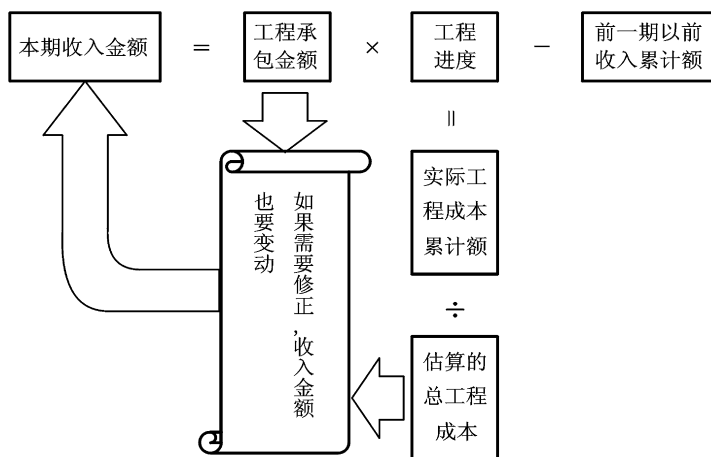 本期收入金额
=
工程承
包金额
×
工程
进度
−
前一期以前
收入累计额
=
实际工
程成本
累计额
÷
估算的
总工程
成本
如果需要修正,收入金额
也要变动